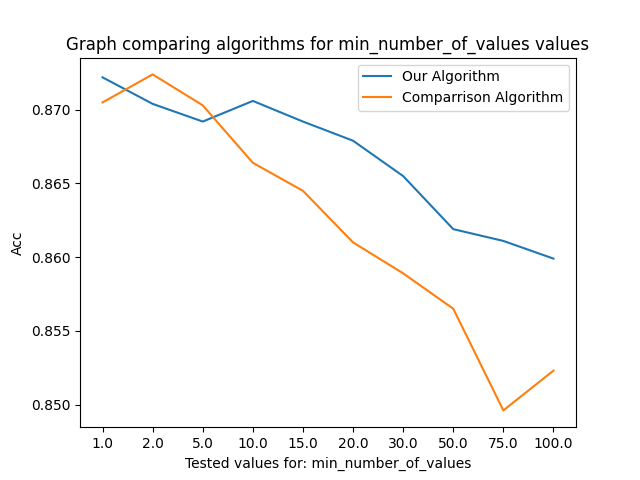 Graph comparing algorithms for min_number_of_values values
Our Algorithm
Comparrison Algorithm
0.870
0.865
0.860
0.855
0.850
Acc
1.0 2.0 5.0 10.0 15.0 20.0 30.0 50.0 75.0 100.0
Tested values for: min_number_of_values